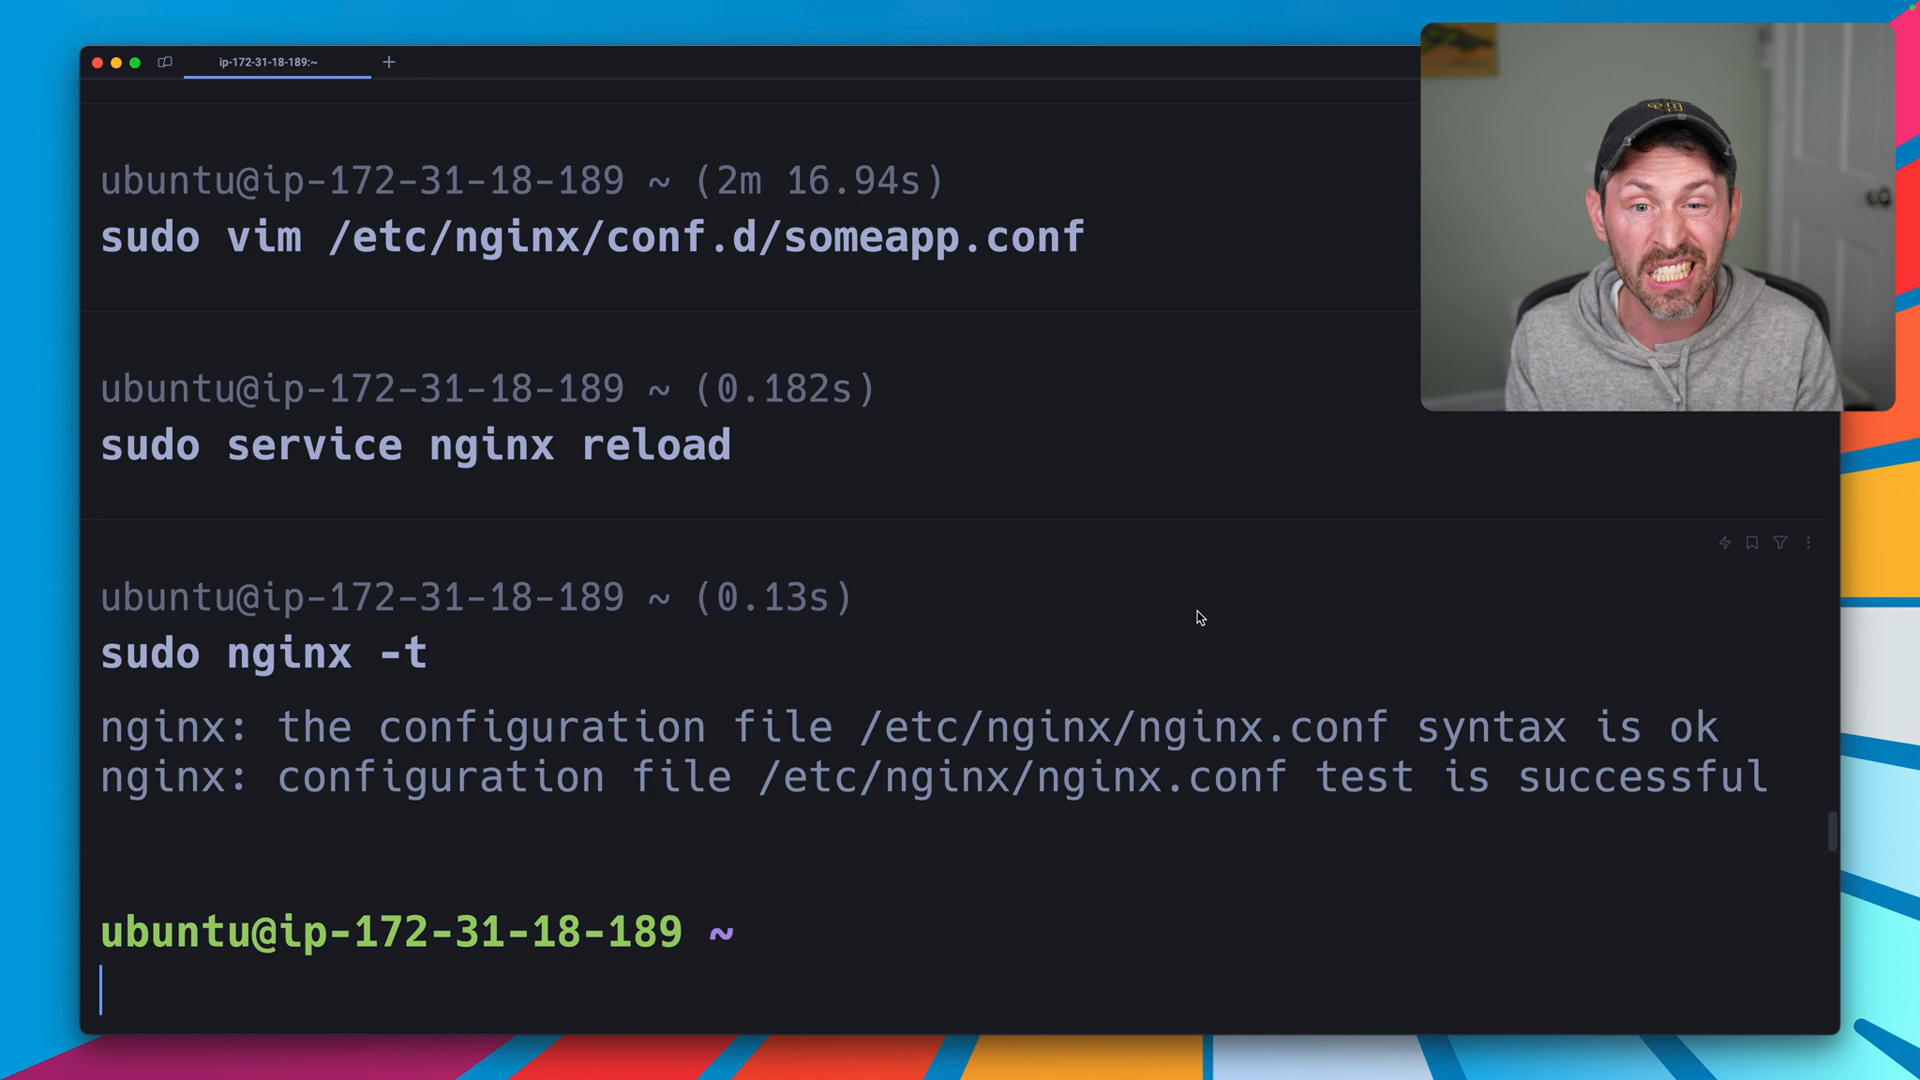 ip-172-31-18-189:~
ubuntu@ip-172-31-18-189 ~ (2m 16.94s)
sudo vim /etc/nginx/conf.d/someapp.conf
ubuntu@ip-172-31-18-189 ~ (0.182s)
sudo service nginx reload
ubuntu@ip-172-31-18-189 ~ (0.13s)
sudo nginx -t
nginx: the configuration file /etc/nginx/nginx.conf syntax is ok
nginx: configuration file /etc/nginx/nginx.conf test is successful
ubuntu@ip-172-31-18-189 ~